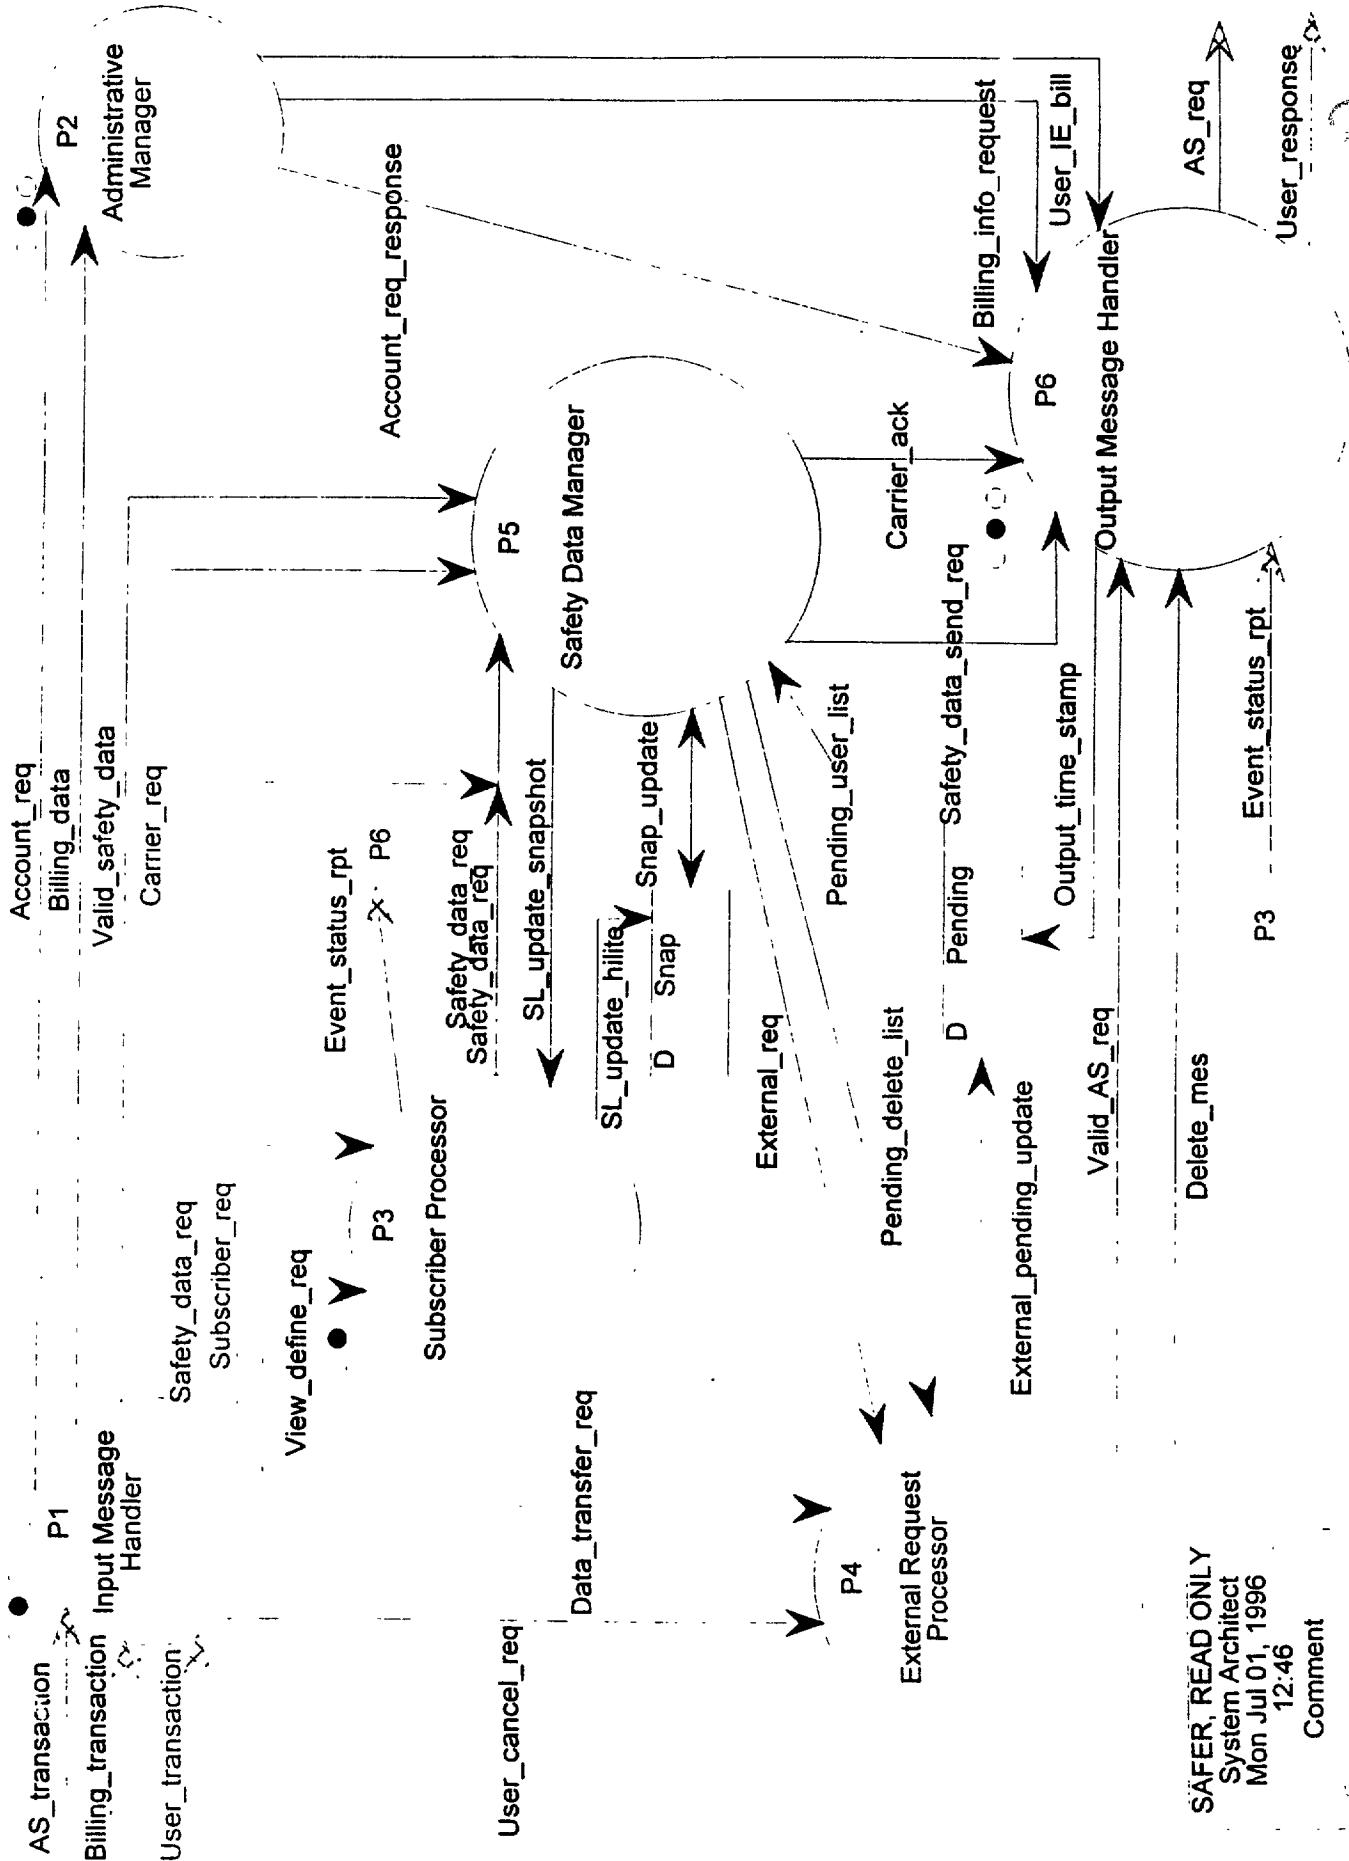 AS_transaction
Billing_transaction
User_transaction
P1
Input Message
Handler
Account_req
Billing_data
Valid_safety_data
Carrier_req
P2
Administrative
Manager
Safety_data_req
Subscriber_req
View_define_req
P3
Subscriber Processor
Event_status_rpt
P6
Safety_data_req
Safety_data_req
SL_update_snapshot
SL_update_hilite
D
Snap
Snap_update
P5
Safety Data Manager
Account_req_response
User_cancel_req
Data_transfer_req
P4
External Request
Processor
External_req
Pending_delete_list
Pending_user_list
External_pending_update
D
Pending
Safety_data_send_req
Carrier_ack
Output_time_stamp
Billing_info_request
User_IE_bill
P6
Output Message Handler
AS_req
User_response
Valid_AS_req
Delete_mes
P3
Event_status_rpt
SAFER, READ ONLY
System Architect
Mon Jul 01, 1996
12:46
Comment